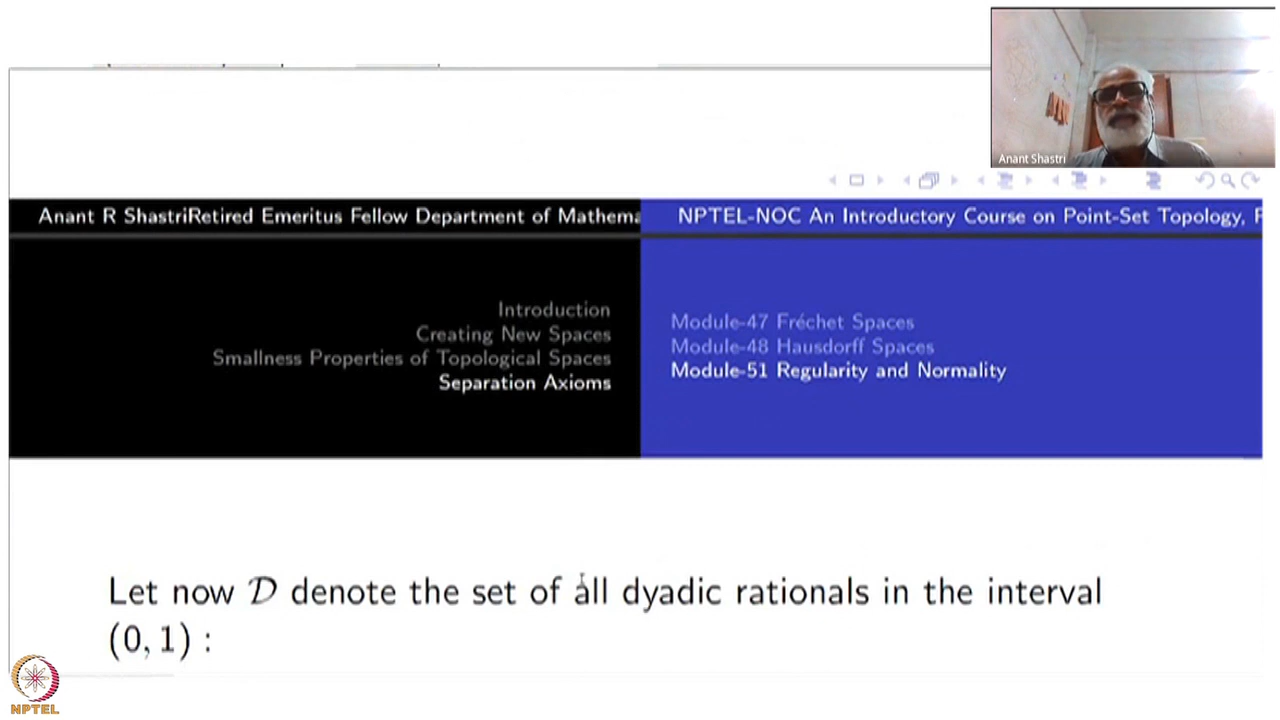 Anant Shastri
Anant R ShastriRetired Emeritus Fellow Department of Mathema
NPTEL-NOC An Introductory Course on Point-Set Topology,
Introduction
Creating New Spaces
Smallness Properties of Topological Spaces
Separation Axioms
Module-47 Fréchet Spaces
Module-48 Hausdorff Spaces
Module-51 Regularity and Normality
Let now 𝒟 denote the set of all dyadic rationals in the interval
(0, 1) :
NPTEL